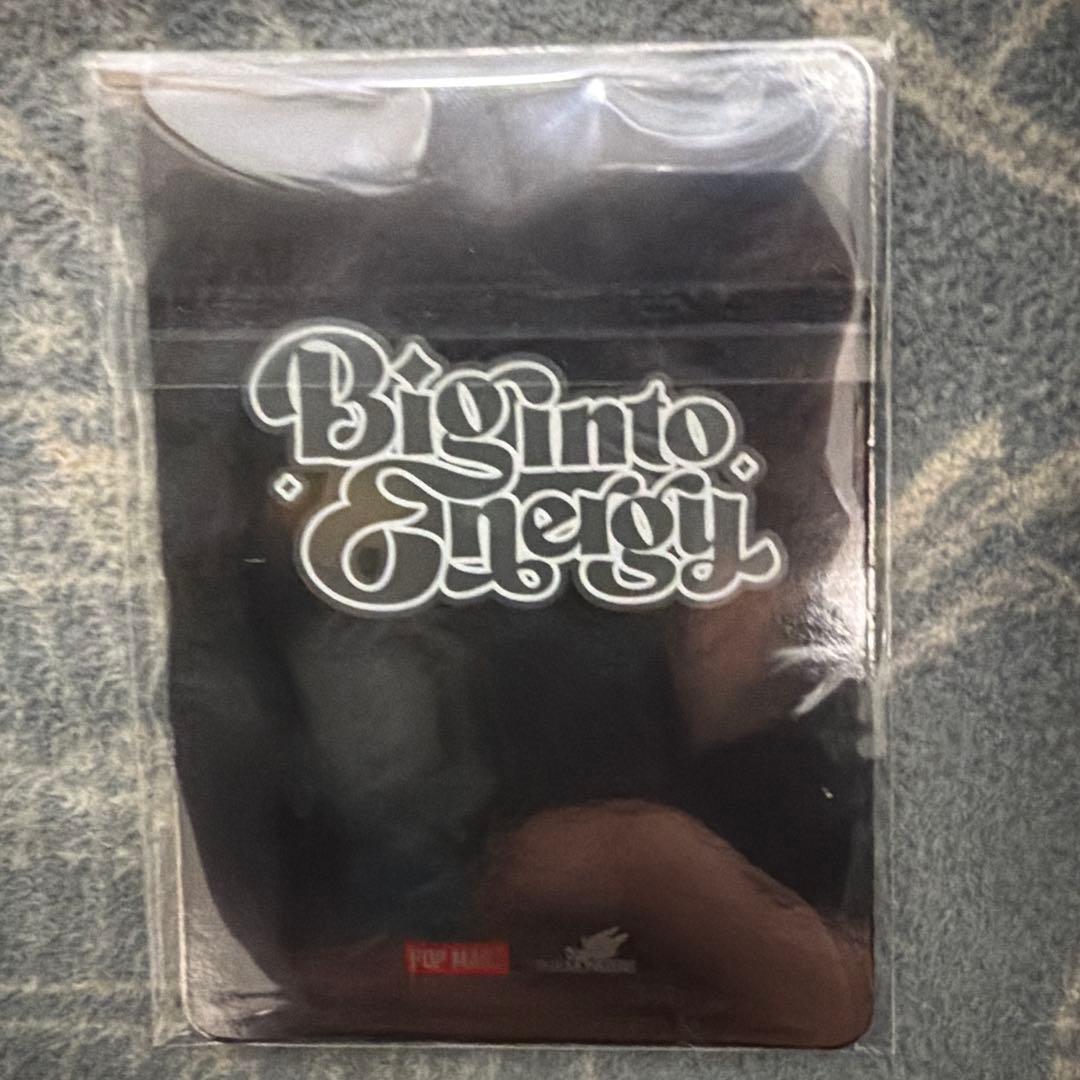 Big into
Energy
POP MART